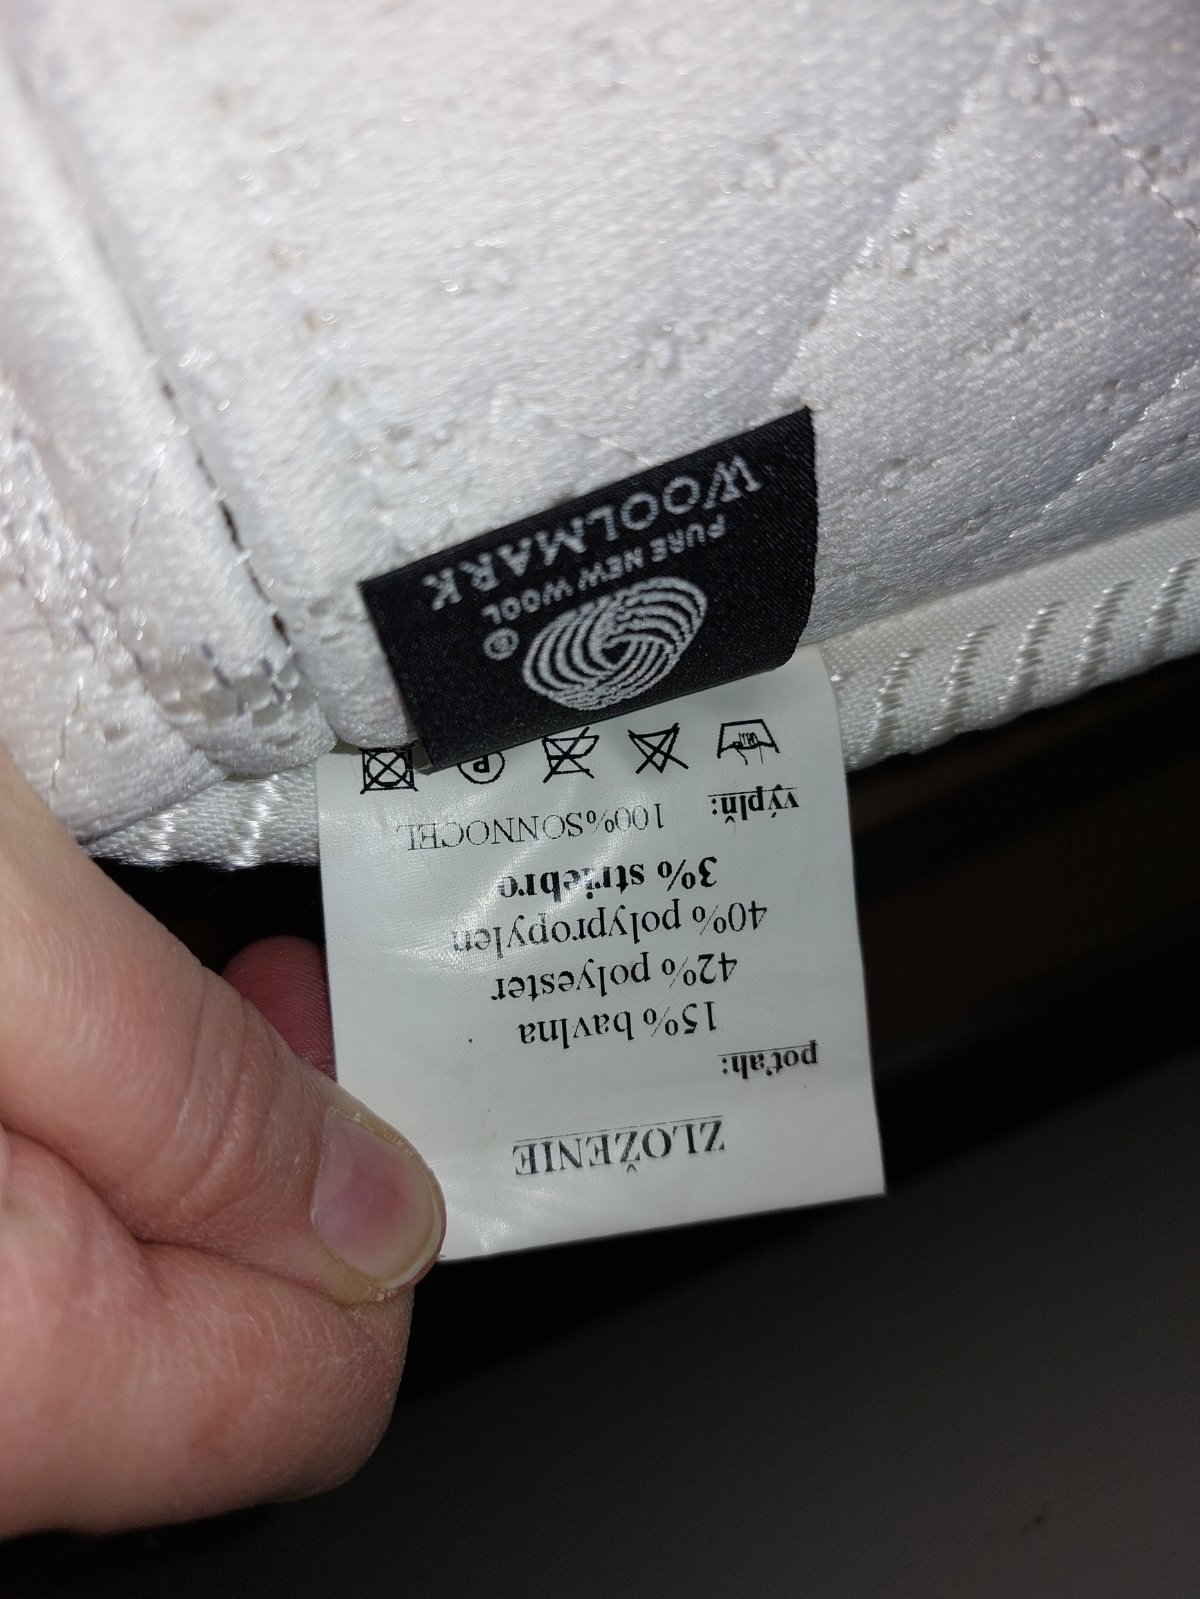 ZLOŽENIE
poťah:
15% bavlna
42% polyester
40% polypropylen
3% striebro
výplň: 100%SONNOCEL
P
PURE NEW WOOL
WOOLMARK